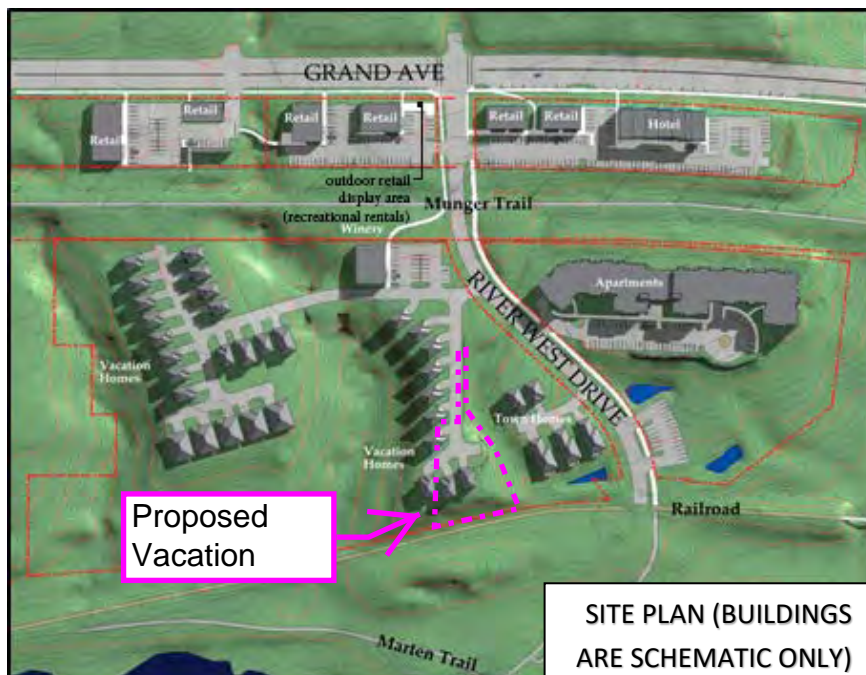 GRAND AVE
Retail
Retail
Retail
Retail
Retail
Retail
Hotel
outdoor retail
display area
(recreational rentals)
Munger Trail
Winery
RIVER WEST DRIVE
Apartments
Vacation
Homes
Town Homes
Vacation
Homes
Proposed
Vacation
Railroad
Marten Trail
SITE PLAN (BUILDINGS
ARE SCHEMATIC ONLY)